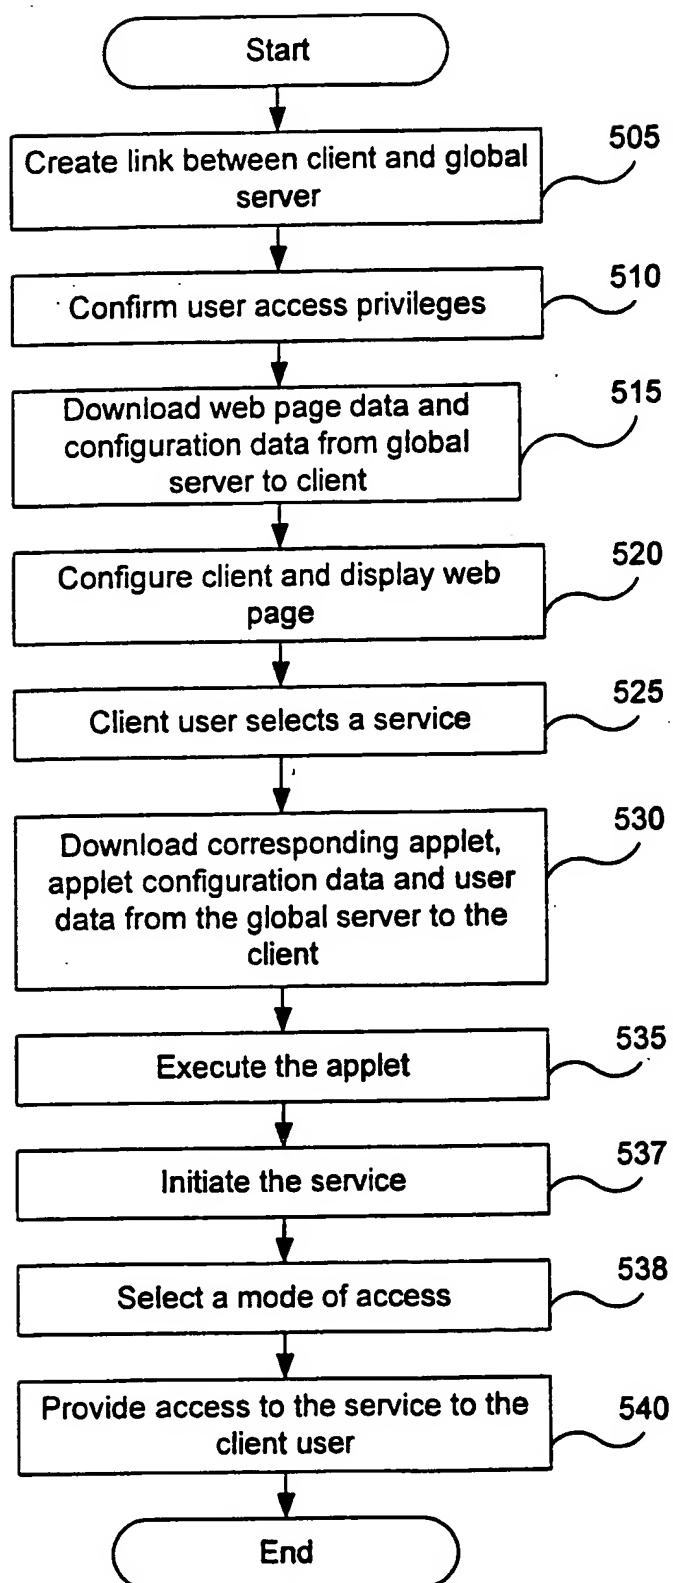 Start
505
Create link between client and global
server
510
Confirm user access privileges
515
Download web page data and
configuration data from global
server to client
520
Configure client and display web
page
525
Client user selects a service
530
Download corresponding applet,
applet configuration data and user
data from the global server to the
client
535
Execute the applet
537
Initiate the service
538
Select a mode of access
540
Provide access to the service to the
client user
End